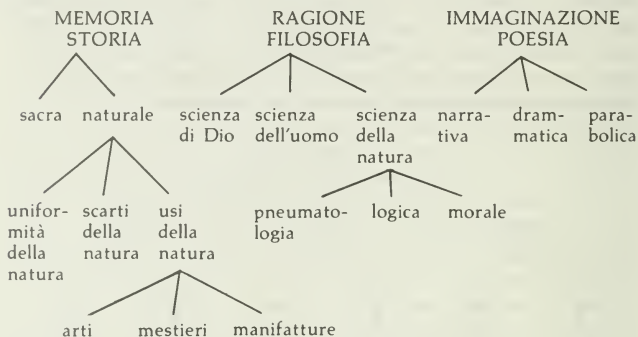 MEMORIA RAGIONE IMMAGINAZIONE
STORIA FILOSOFIA POESIA
sacra naturale scienza scienza scienza narra- dram- para-
di Dio dell'uomo della tiva matica bolica
natura
unifor- scarti usi pneumato- logica morale
mità della della logia
della natura natura
natura
arti mestieri manifatture